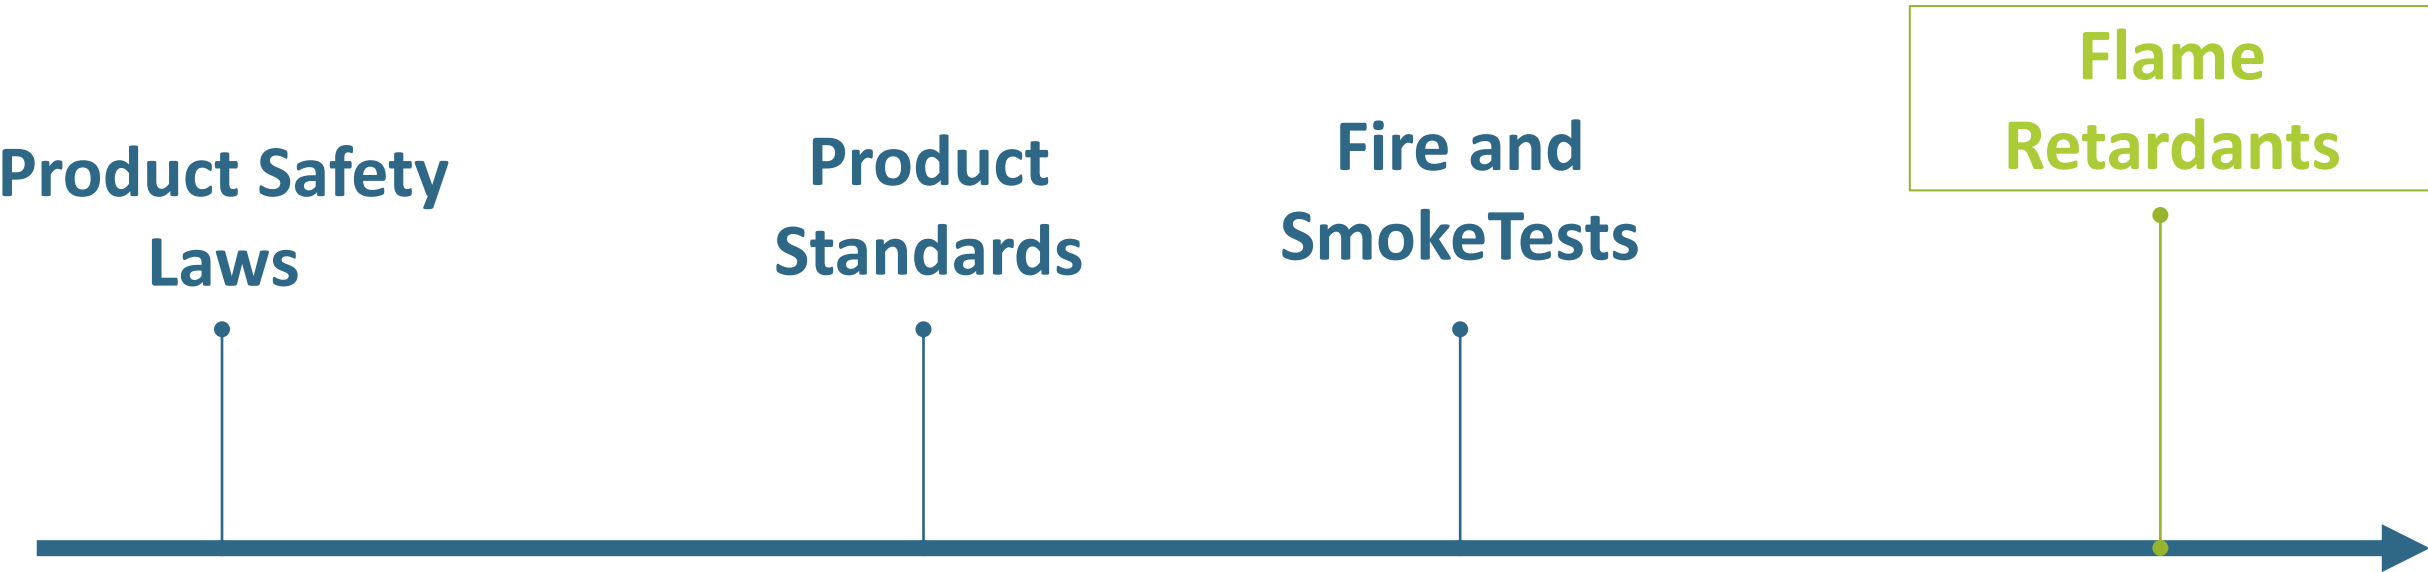 Product Safety
Laws
Product
Standards
Fire and
SmokeTests
Flame
Retardants